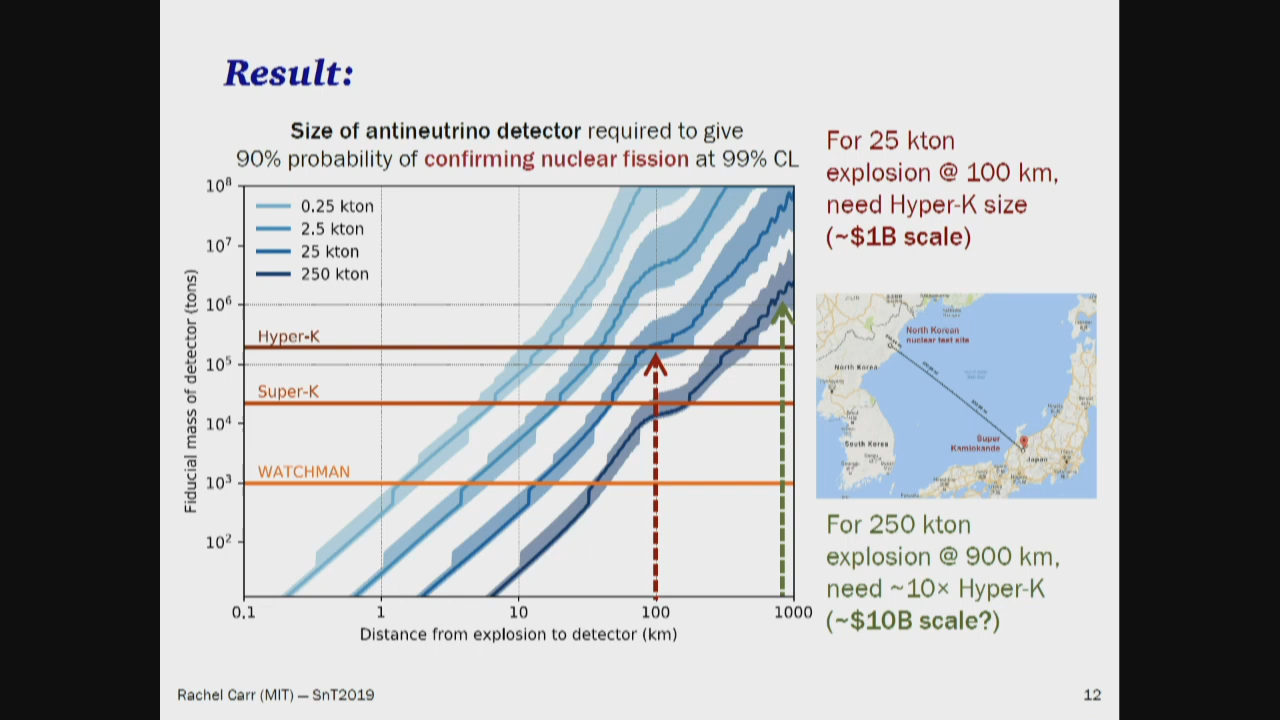 Result:
Size of antineutrino detector required to give
90% probability of confirming nuclear fission at 99% CL
For 25 kton
explosion @ 100 km,
need Hyper-K size
(~$1B scale)
10⁸
10⁷
10⁶
10⁵
10⁴
10³
10²
Fiducial mass of detector (tons)
0.25 kton
2.5 kton
25 kton
250 kton
Hyper-K
Super-K
WATCHMAN
0.1
1
10
100
1000
Distance from explosion to detector (km)
North Korean
nuclear test site
North Korea
South Korea
Super
Kamiokande
Japan
For 250 kton
explosion @ 900 km,
need ~10× Hyper-K
(~$10B scale?)
Rachel Carr (MIT) — SnT2019
12